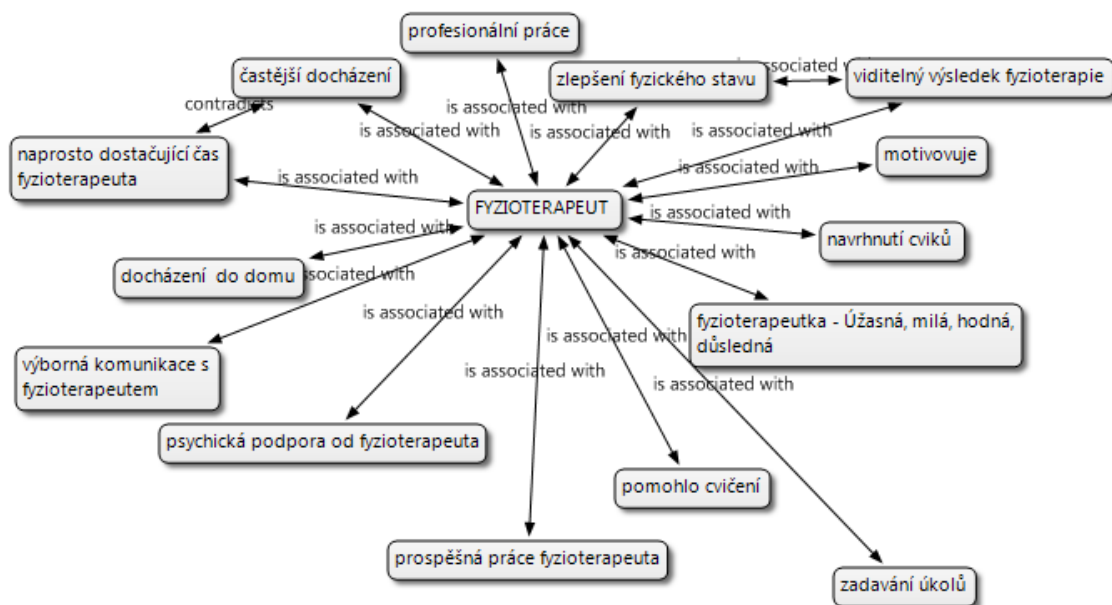 profesionální práce
častější docházení
zlepšení fyzického stavu
is associated with
viditelný výsledek fyzioterapie
contradicts
is associated with
is associated with
is associated with
is associated with
naprosto dostačující čas
fyzioterapeuta
motivovuje
is associated with
is associated with
FYZIOTERAPEUT
is associated with
is associated with
navrhnutí cviků
docházení  do domu
is associated with
is associated with
is associated with
fyzioterapeutka - Úžasná, milá, hodná,
důsledná
is associated with
výborná komunikace s
fyzioterapeutem
is associated with
is associated with
psychická podpora od fyzioterapeuta
pomohlo cvičení
prospěšná práce fyzioterapeuta
zadavání úkolů